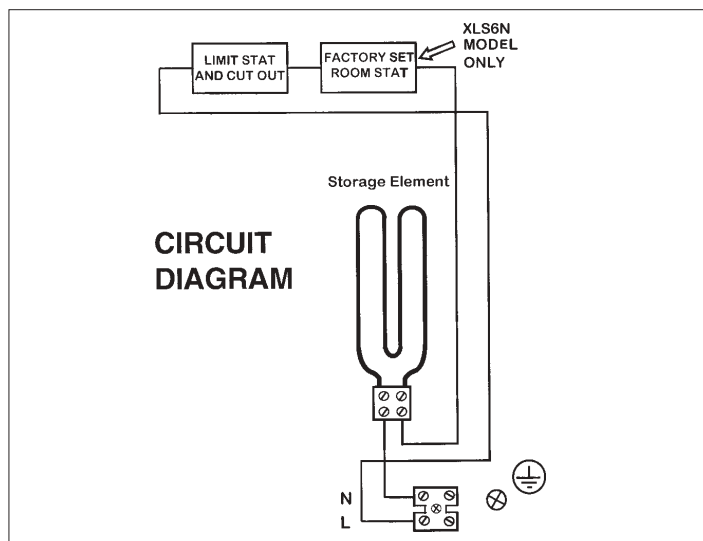 XLS6N
MODEL
ONLY
LIMIT STAT
AND CUT OUT
FACTORY SET
ROOM STAT
Storage Element
CIRCUIT
DIAGRAM
N
L